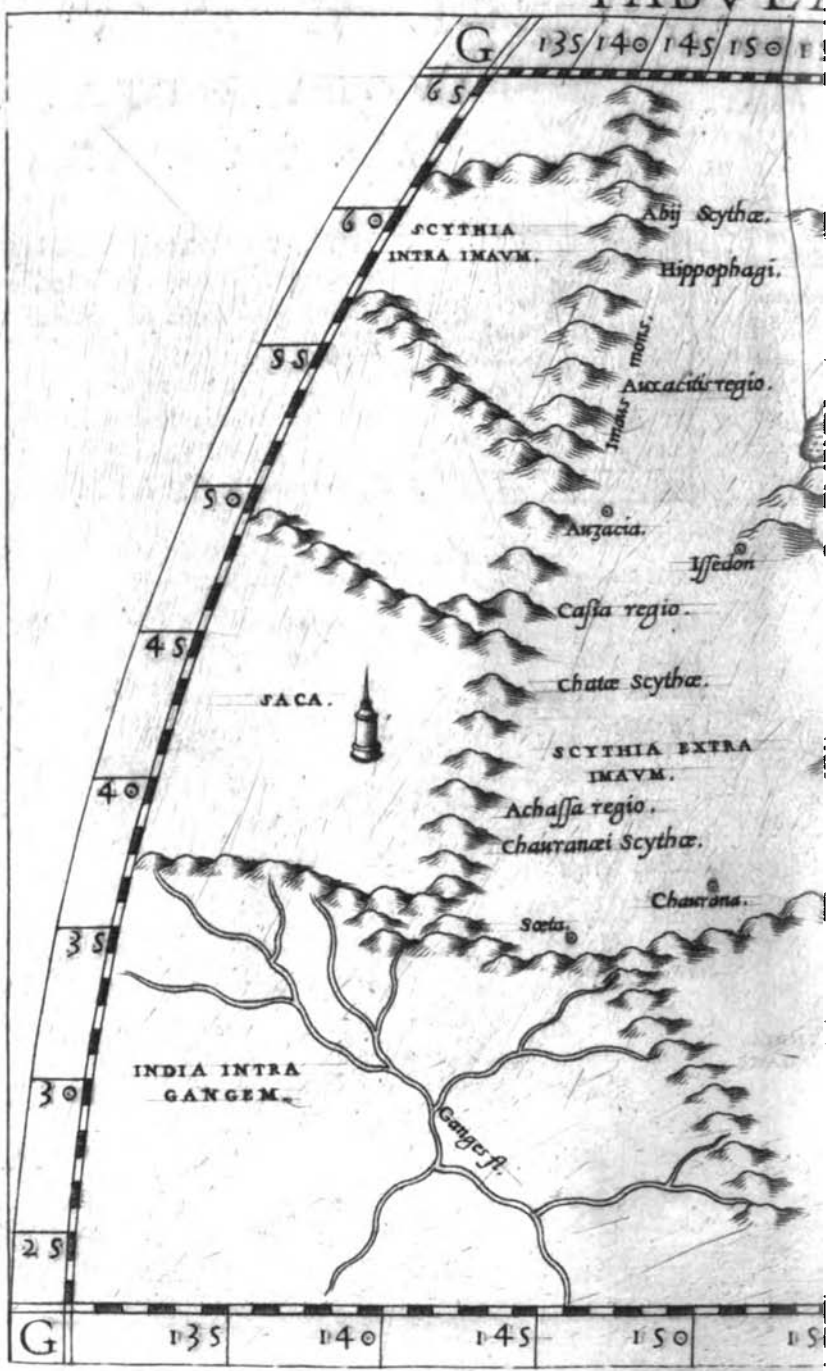 G 135 140 145 150
65
60
SCYTHIA
INTRA IMAVM.
Abij Scythæ.
Hippophagi.
55
Imaus mons.
Auxacitis regio.
50
Auzacia.
Issedon
Casia regio.
45
Chatæ Scythæ.
SACA.
SCYTHIA EXTRA
IMAVM.
40
Achassa regio.
Chauranæi Scythæ.
Chaurana.
35
Sœta.
INDIA INTRA
GANGEM.
30
Ganges fl.
25
G 135 140 145 150